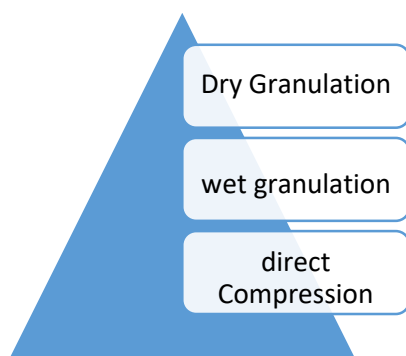 Dry Granulation
wet granulation
direct
Compression